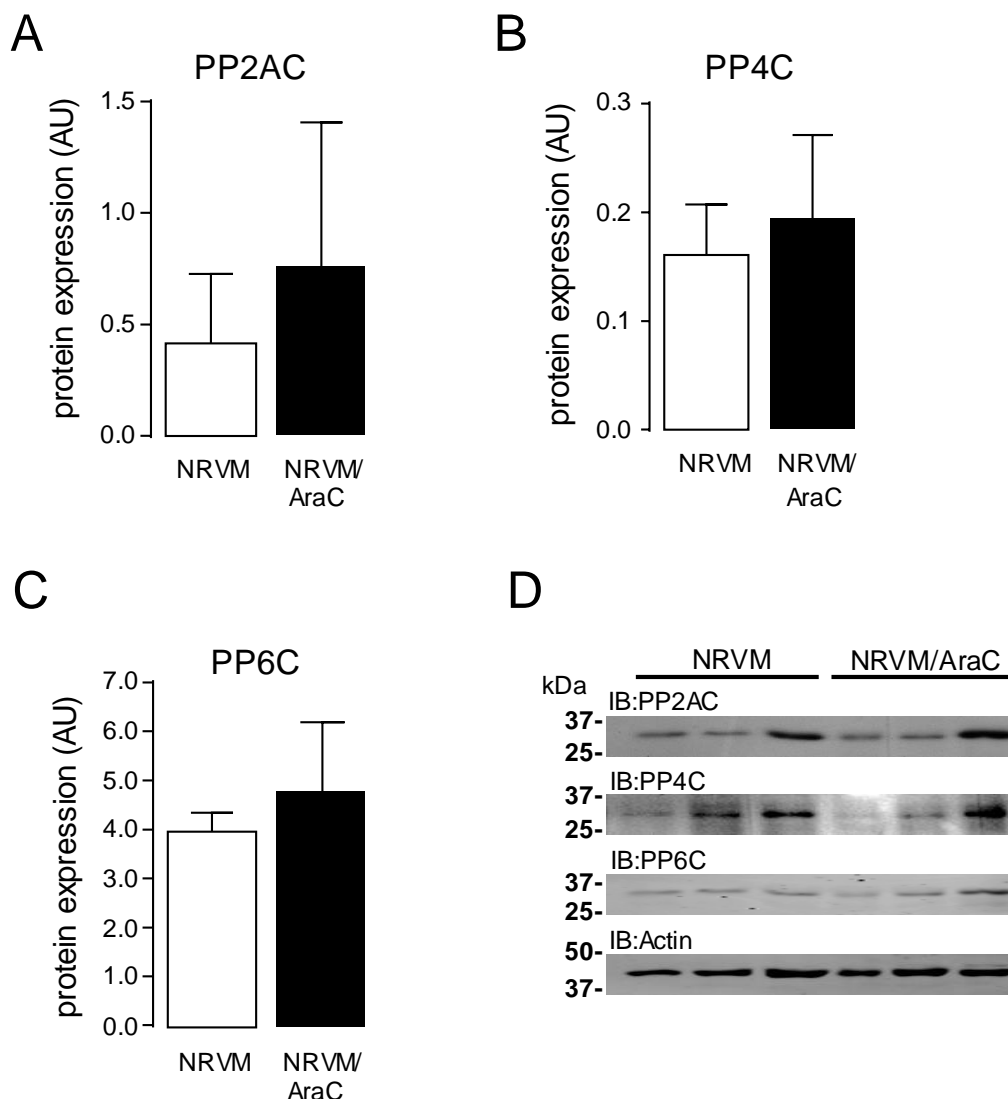 A
PP2AC
protein expression (AU)
1.5
1.0
0.5
0.0
NRVM
NRVM/
AraC
B
PP4C
protein expression (AU)
0.3
0.2
0.1
0.0
NRVM
NRVM/
AraC
C
PP6C
protein expression (AU)
7.0
6.0
5.0
4.0
3.0
2.0
1.0
0.0
NRVM
NRVM/
AraC
D
NRVM NRVM/AraC
kDa
IB:PP2AC
37-
25-
IB:PP4C
37-
25-
IB:PP6C
37-
25-
IB:Actin
50-
37-